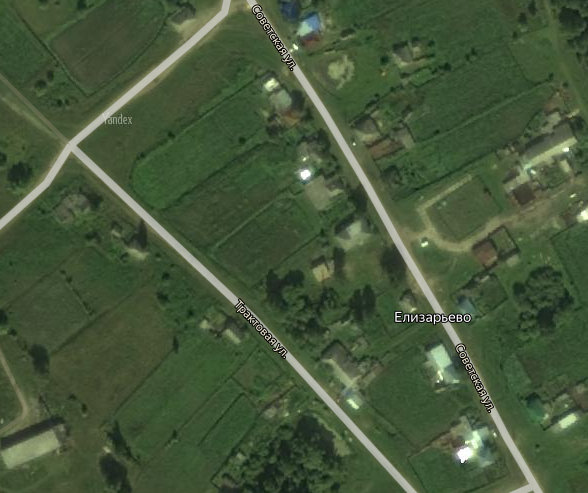 Советская ул.
Yandex
Трактовая ул.
Елизарьево
Советская ул.